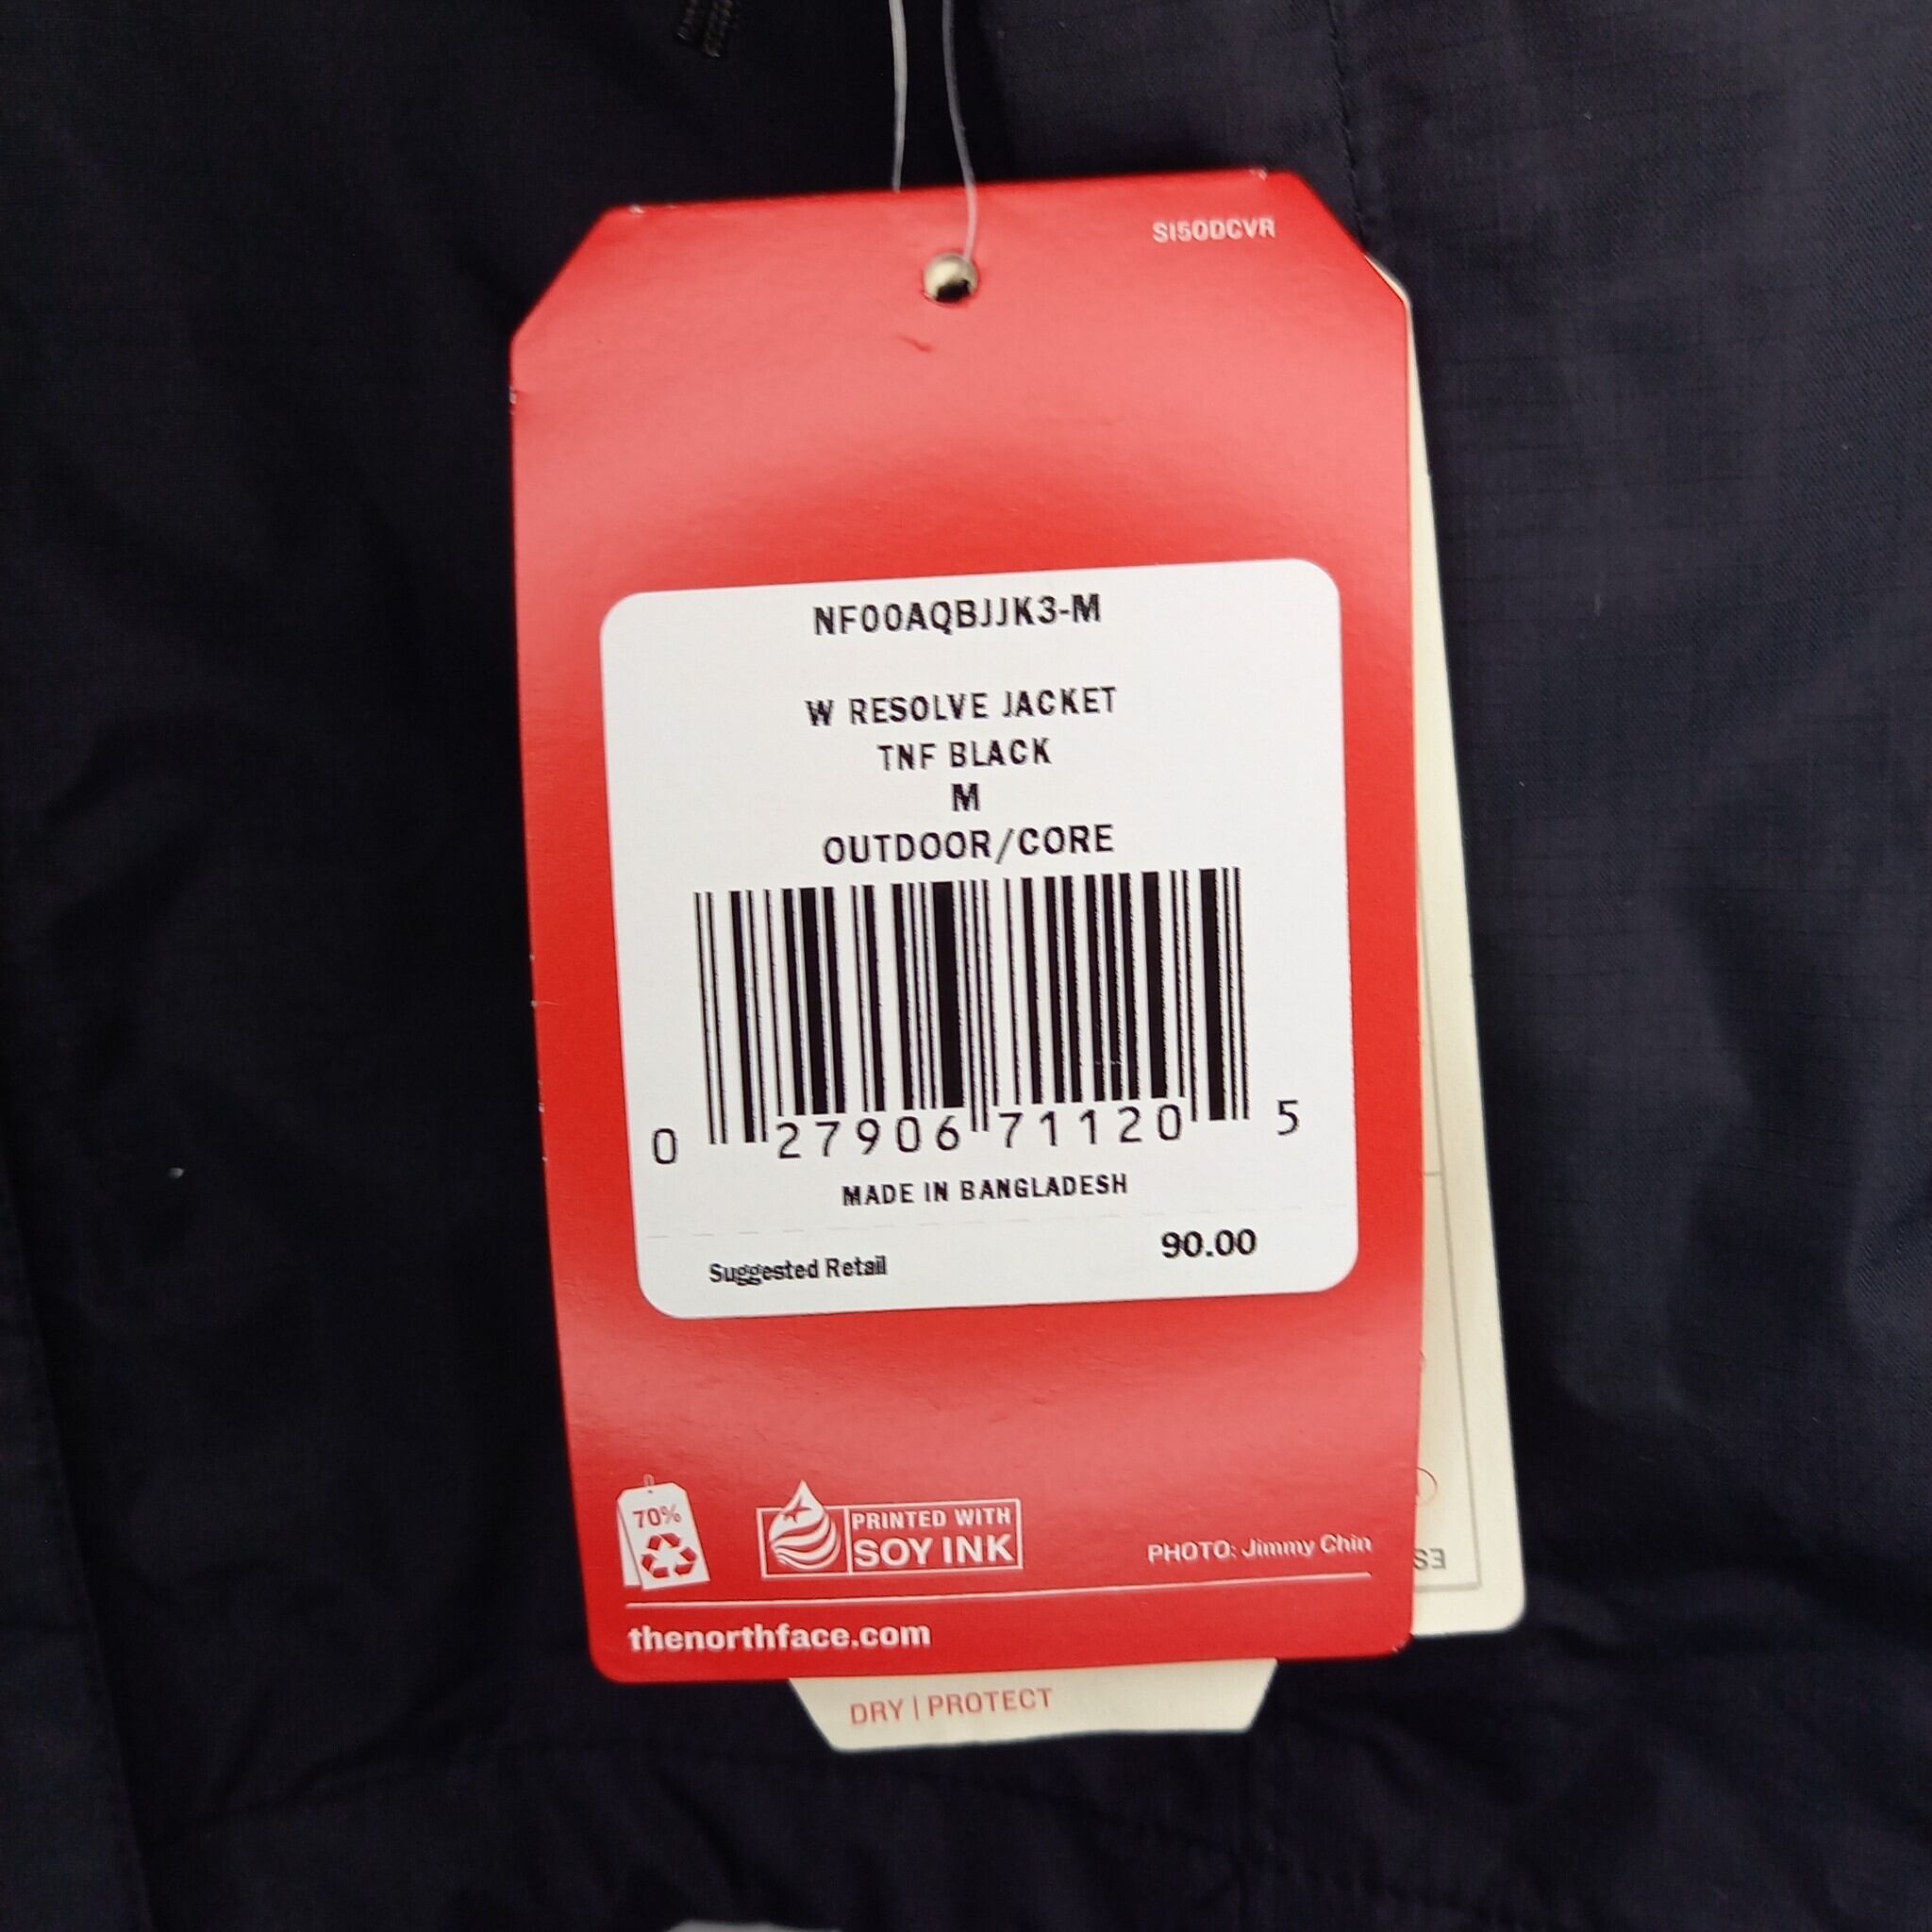 SI50DCVR
NF00AQBJJK3-M
W RESOLVE JACKET
TNF BLACK
M
OUTDOOR/CORE
0 27906 71120 5
MADE IN BANGLADESH
Suggested Retail 90.00
70%
PRINTED WITH
SOY INK
PHOTO: Jimmy Chin
thenorthface.com
DRY | PROTECT